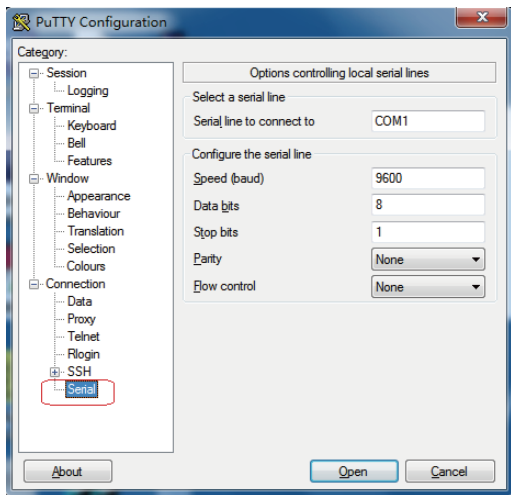 PuTTY Configuration
Category:
Session
Logging
Terminal
Keyboard
Bell
Features
Window
Appearance
Behaviour
Translation
Selection
Colours
Connection
Data
Proxy
Telnet
Rlogin
SSH
Serial
Options controlling local serial lines
Select a serial line
Serial line to connect to COM1
Configure the serial line
Speed (baud) 9600
Data bits 8
Stop bits 1
Parity None
Flow control None
About Open Cancel